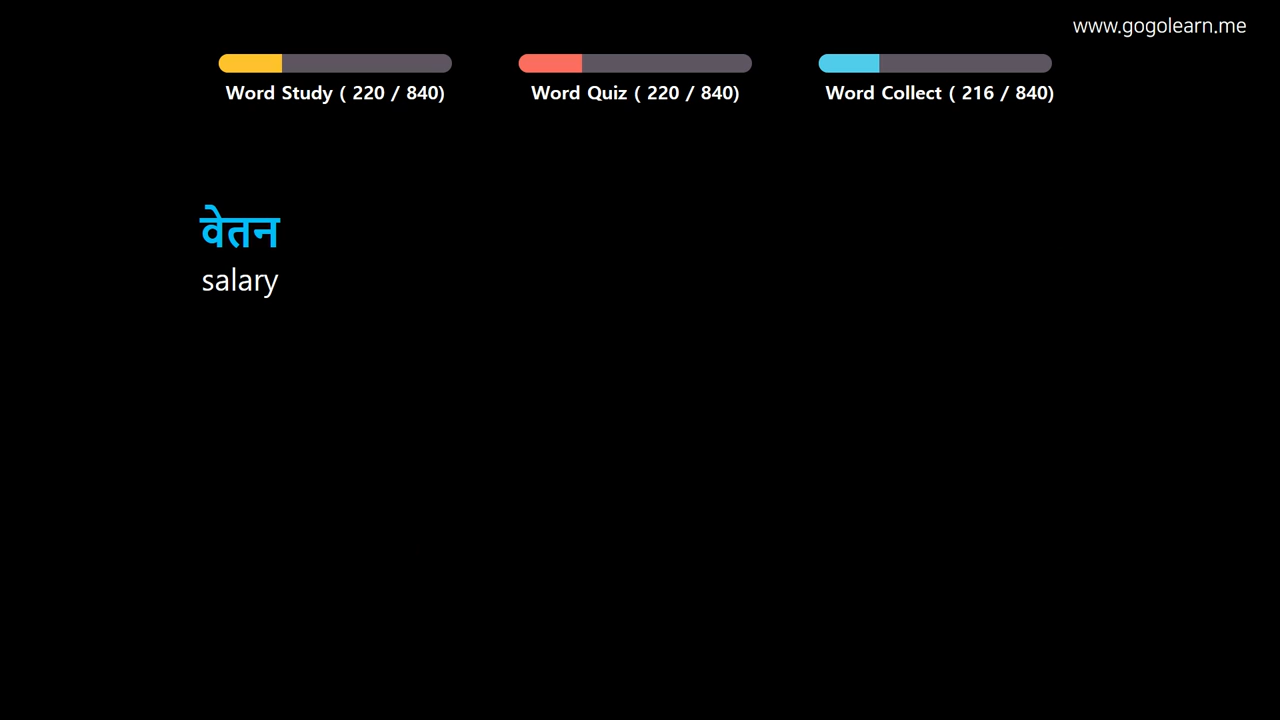 www.gogolearn.me
Word Study ( 220 / 840)
Word Quiz ( 220 / 840)
Word Collect ( 216 / 840)
वेतन
salary